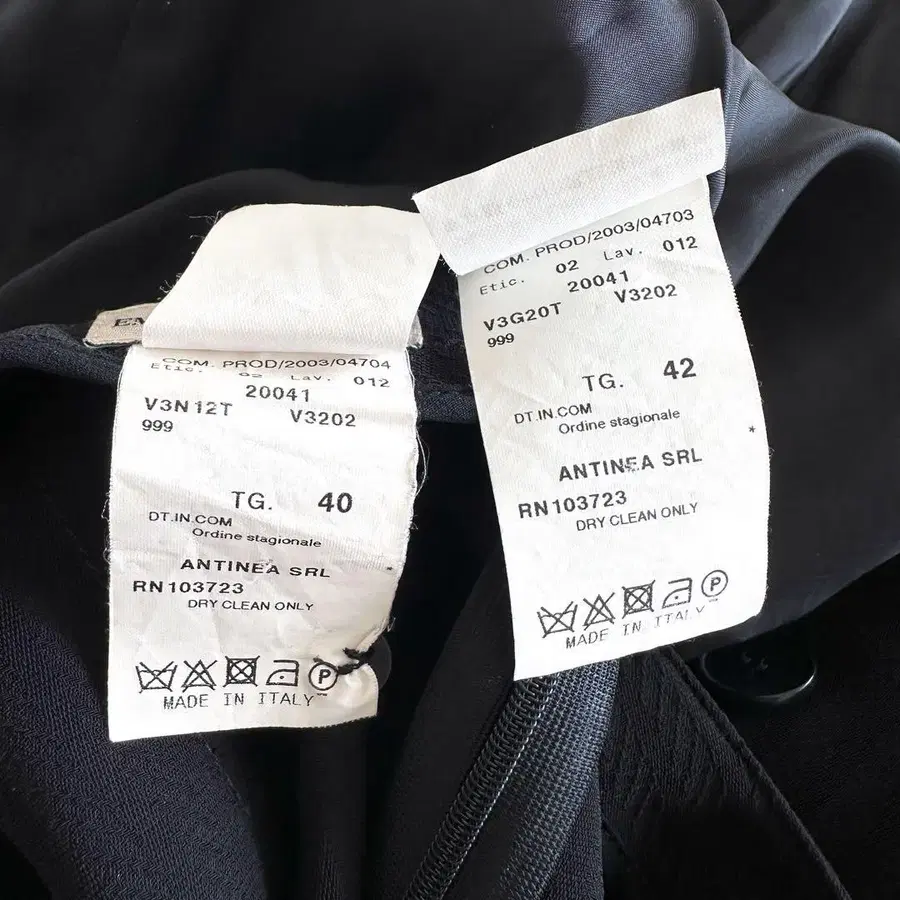 EM
COM. PROD/2003/04704
Etic. 02 Lav. 012
20041
V3N12T V3202
999
TG. 40
DT.IN.COM
Ordine stagionale
ANTINEA SRL
RN103723
DRY CLEAN ONLY
P
MADE IN ITALY
COM. PROD/2003/04703
Etic. 02 Lav. 012
20041
V3G20T V3202
999
TG. 42
DT.IN.COM
Ordine stagionale
*
ANTINEA SRL
RN103723
DRY CLEAN ONLY
P
MADE IN ITALY